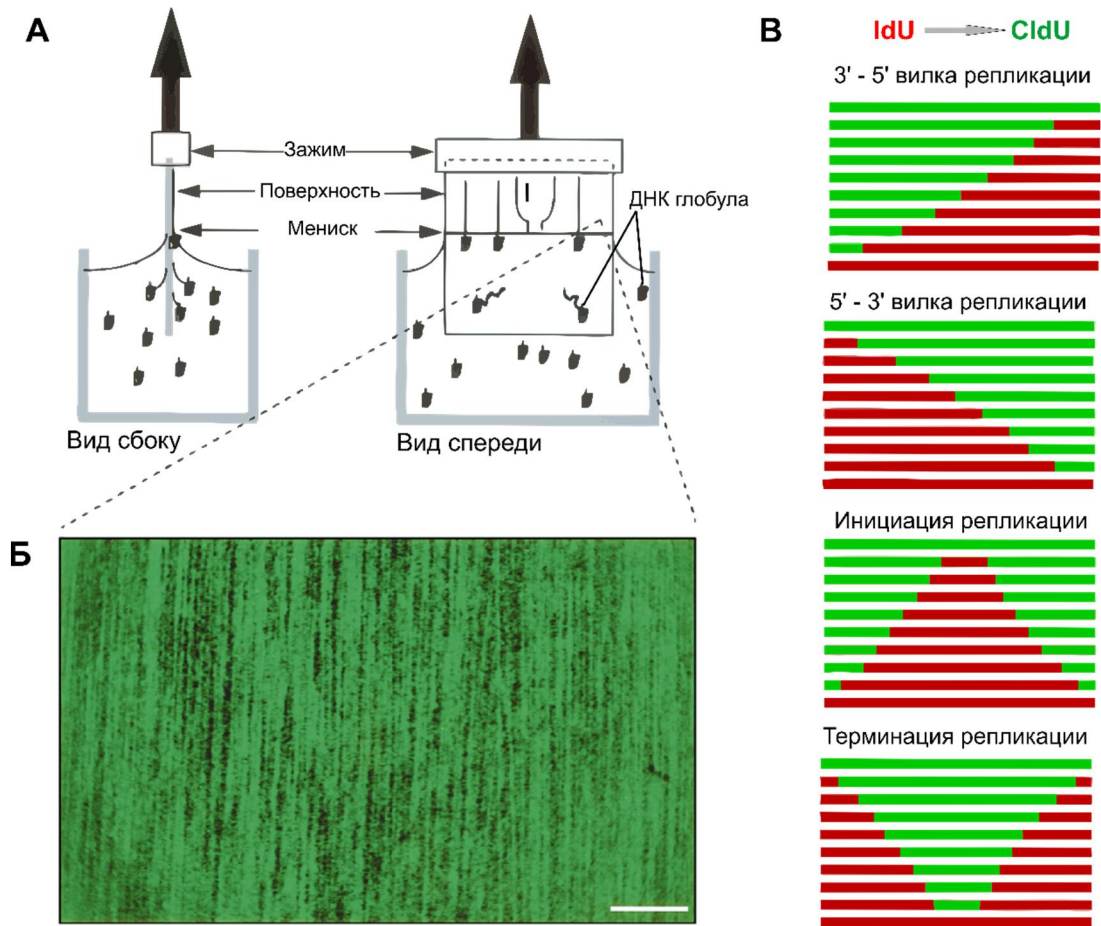 А
Зажим
Поверхность
Мениск
ДНК глобула
Вид сбоку
Вид спереди
Б
В
IdU CldU
3' - 5' вилка репликации
5' - 3' вилка репликации
Инициация репликации
Терминация репликации